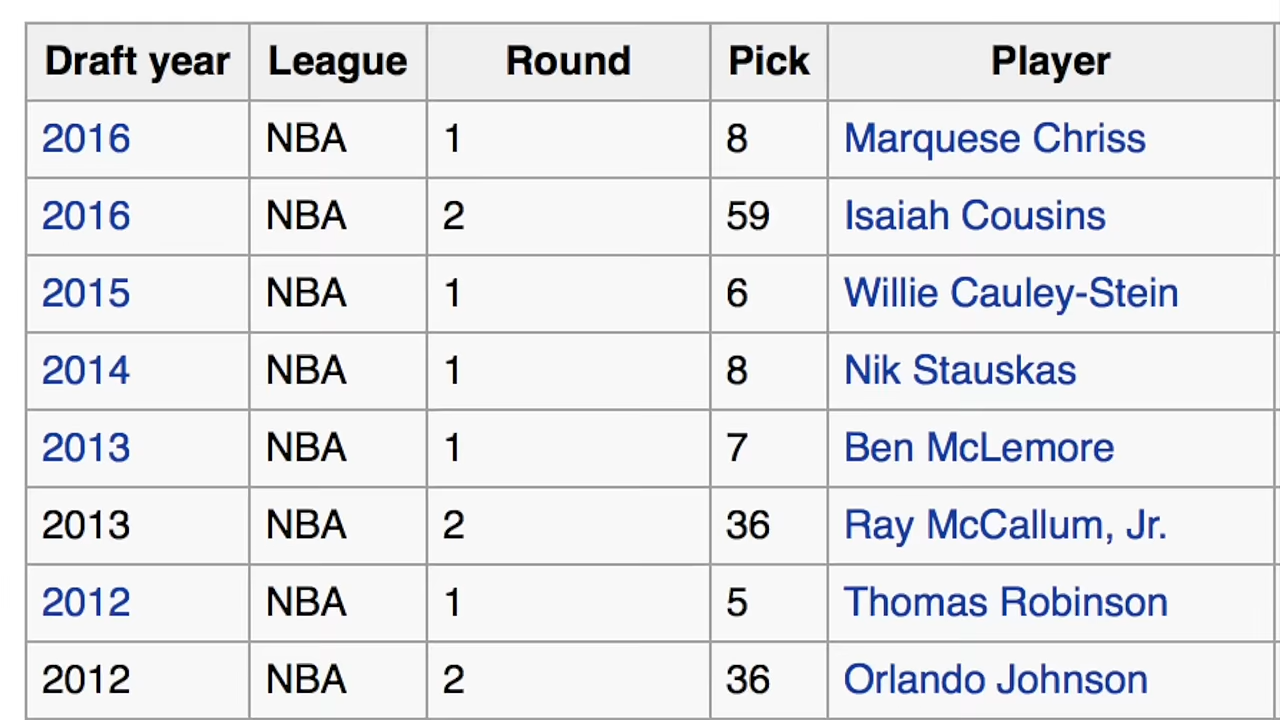 Draft year League Round Pick Player
2016 NBA 1 8 Marquese Chriss
2016 NBA 2 59 Isaiah Cousins
2015 NBA 1 6 Willie Cauley-Stein
2014 NBA 1 8 Nik Stauskas
2013 NBA 1 7 Ben McLemore
2013 NBA 2 36 Ray McCallum, Jr.
2012 NBA 1 5 Thomas Robinson
2012 NBA 2 36 Orlando Johnson